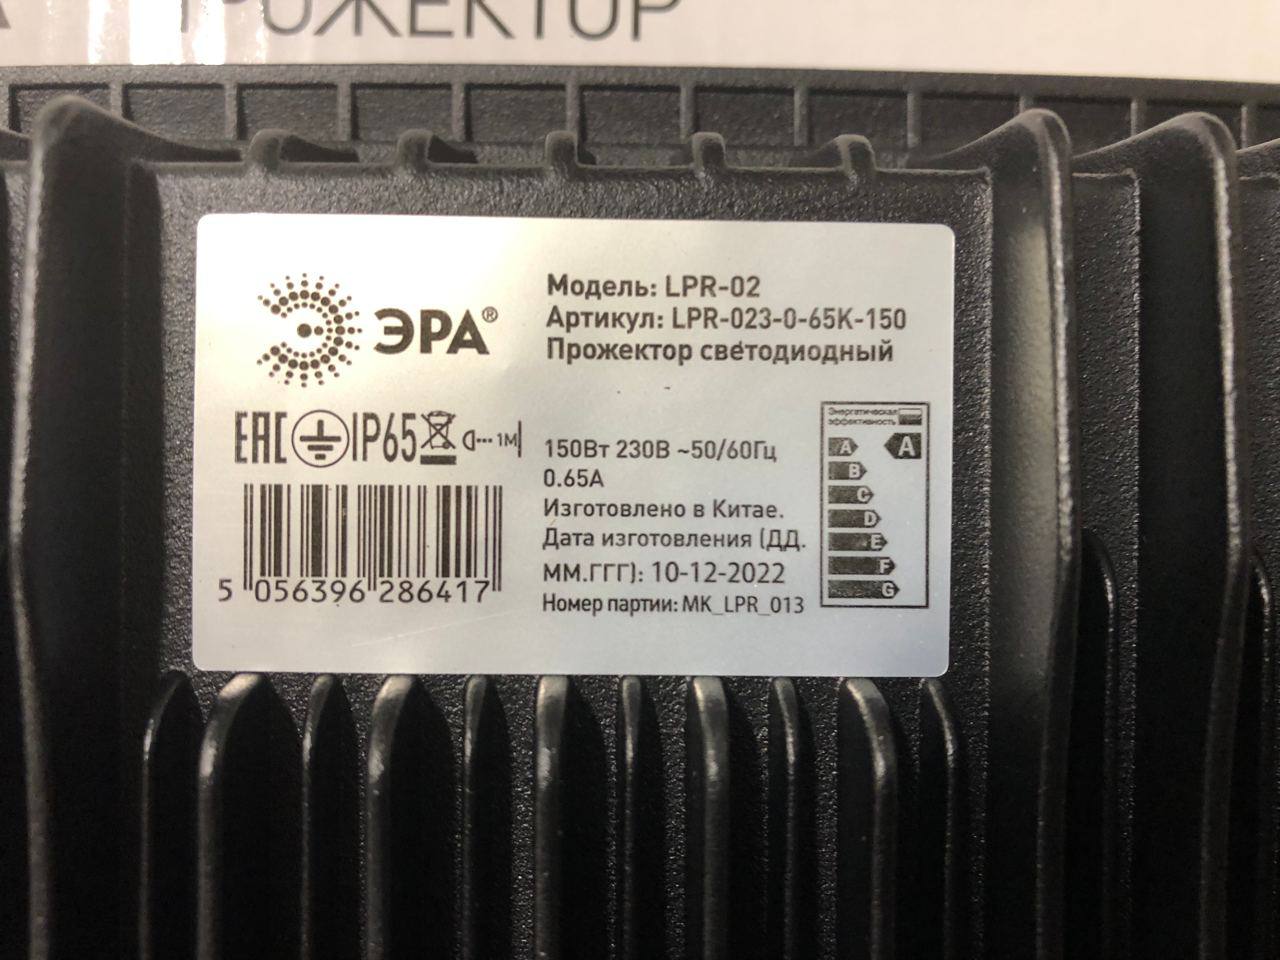 ПРОЖЕКТОР
ЭРА®
Модель: LPR-02
Артикул: LPR-023-0-65K-150
Прожектор светодиодный
EAC IP65 1М
150Вт 230В ~50/60Гц
0.65А
Изготовлено в Китае.
Дата изготовления (ДД.
ММ.ГГГ): 10-12-2022
Номер партии: MK_LPR_013
Энергетическая
эффективность
A A
B
C
D
E
F
G
5 056396 286417